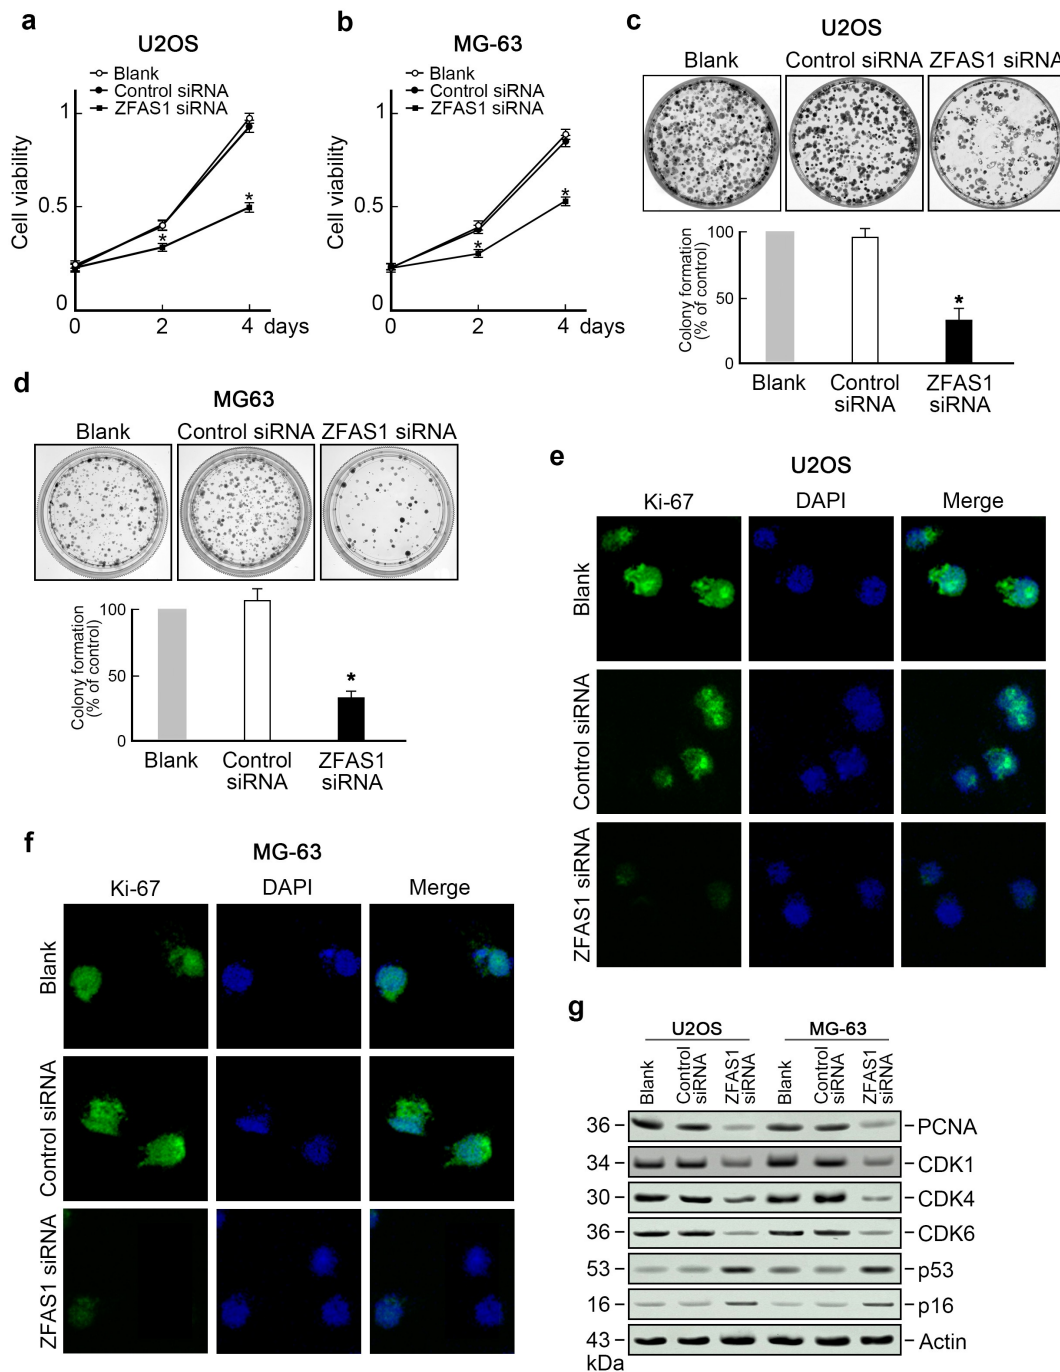 a
U2OS
Blank
Control siRNA
ZFAS1 siRNA
Cell viability
1
0.5
0
*
*
0
2
4
days
b
MG-63
Blank
Control siRNA
ZFAS1 siRNA
Cell viability
1
0.5
0
*
*
0
2
4
days
c
U2OS
Blank
Control siRNA
ZFAS1 siRNA
Colony formation
(% of control)
100
50
0
*
Blank
Control
siRNA
ZFAS1
siRNA
d
MG63
Blank
Control siRNA
ZFAS1 siRNA
Colony formation
(% of control)
100
50
0
*
Blank
Control
siRNA
ZFAS1
siRNA
e
U2OS
Ki-67
DAPI
Merge
Blank
Control siRNA
ZFAS1 siRNA
f
MG-63
Ki-67
DAPI
Merge
Blank
Control siRNA
ZFAS1 siRNA
g
U2OS
MG-63
Blank
Control
siRNA
ZFAS1
siRNA
Blank
Control
siRNA
ZFAS1
siRNA
36 PCNA
34 CDK1
30 CDK4
36 CDK6
53 p53
16 p16
43 Actin
kDa